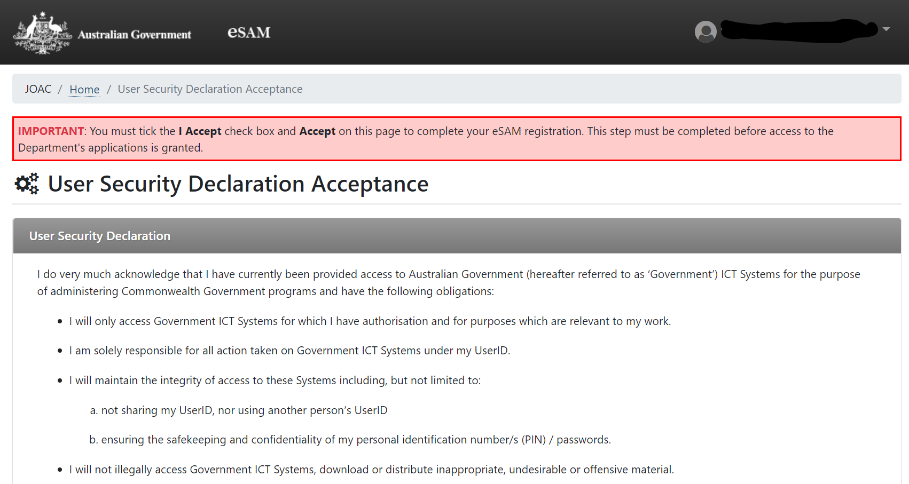 Australian Government
eSAM
JOAC / Home / User Security Declaration Acceptance
IMPORTANT: You must tick the I Accept check box and Accept on this page to complete your eSAM registration. This step must be completed before access to the
Department's applications is granted.
User Security Declaration Acceptance
User Security Declaration
I do very much acknowledge that I have currently been provided access to Australian Government (hereafter referred to as ‘Government’) ICT Systems for the purpose
of administering Commonwealth Government programs and have the following obligations:
• I will only access Government ICT Systems for which I have authorisation and for purposes which are relevant to my work.
• I am solely responsible for all action taken on Government ICT Systems under my UserID.
• I will maintain the integrity of access to these Systems including, but not limited to:
a. not sharing my UserID, nor using another person's UserID
b. ensuring the safekeeping and confidentiality of my personal identification number/s (PIN) / passwords.
• I will not illegally access Government ICT Systems, download or distribute inappropriate, undesirable or offensive material.